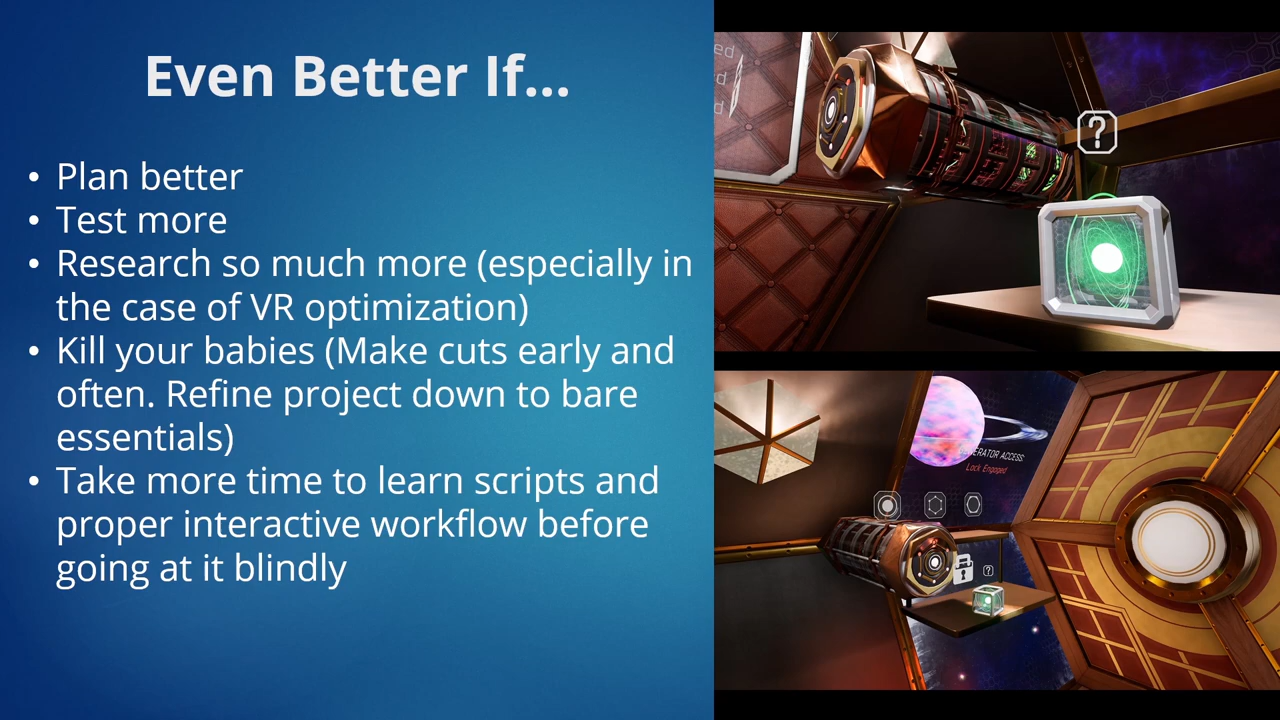 Even Better If...
• Plan better
• Test more
• Research so much more (especially in
the case of VR optimization)
• Kill your babies (Make cuts early and
often. Refine project down to bare
essentials)
• Take more time to learn scripts and
proper interactive workflow before
going at it blindly
?
ACCESS:
Lock Engaged
?